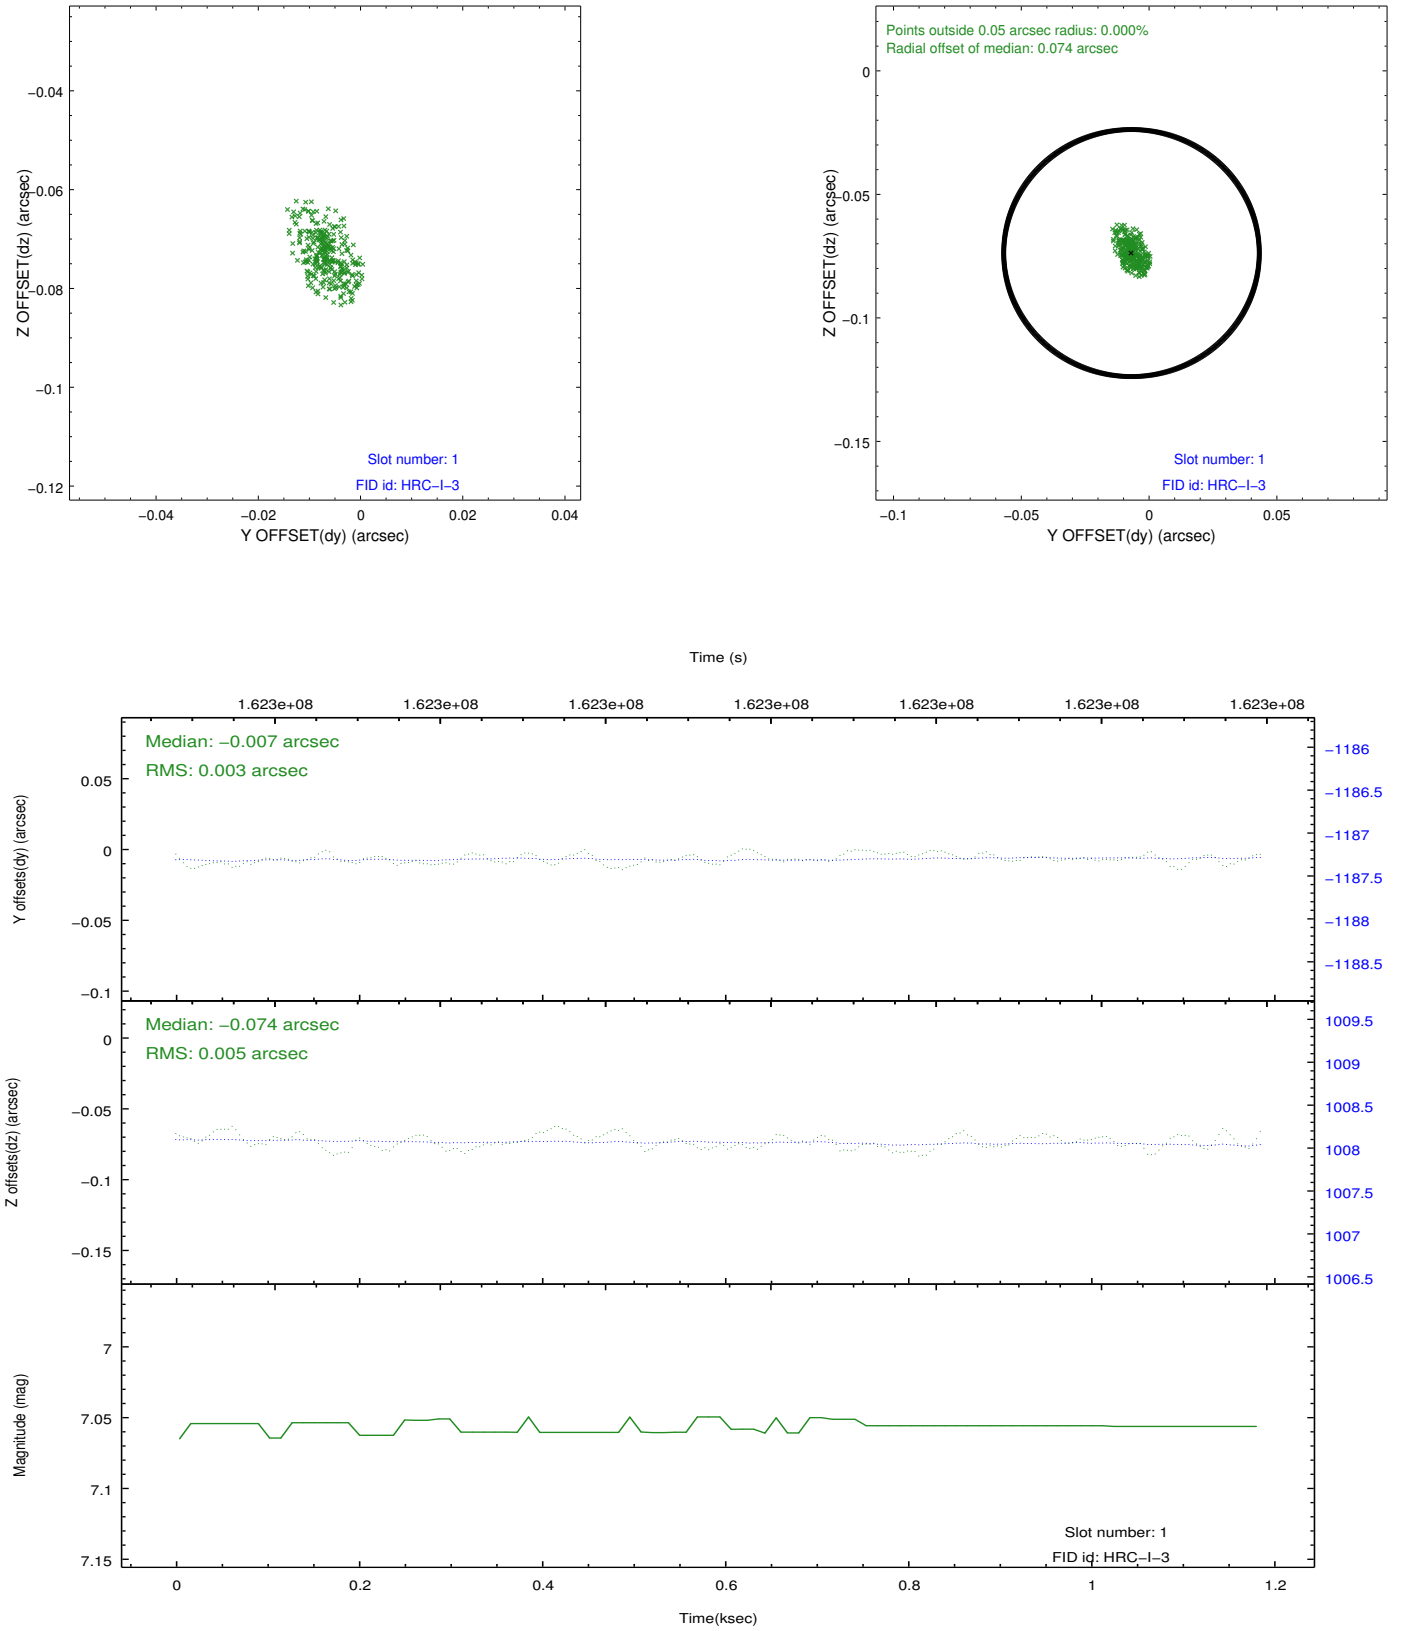 −0.04
−0.06
−0.08
−0.1
−0.12
Z OFFSET(dz) (arcsec)
Slot number: 1
FID id: HRC−I−3
−0.04
−0.02
0
0.02
0.04
Y OFFSET(dy) (arcsec)
Points outside 0.05 arcsec radius: 0.000%
Radial offset of median: 0.074 arcsec
0
−0.05
−0.1
−0.15
Z OFFSET(dz) (arcsec)
Slot number: 1
FID id: HRC−I−3
−0.1
−0.05
0
0.05
Y OFFSET(dy) (arcsec)
Time (s)
1.623e+08
1.623e+08
1.623e+08
1.623e+08
1.623e+08
1.623e+08
1.623e+08
Median: −0.007 arcsec
RMS: 0.003 arcsec
0.05
0
−0.05
−0.1
Y offsets(dy) (arcsec)
−1186
−1186.5
−1187
−1187.5
−1188
−1188.5
Median: −0.074 arcsec
RMS: 0.005 arcsec
0
−0.05
−0.1
−0.15
Z offsets(dz) (arcsec)
1009.5
1009
1008.5
1008
1007.5
1007
1006.5
7
7.05
7.1
7.15
Magnitude (mag)
Slot number: 1
FID id: HRC−I−3
0
0.2
0.4
0.6
0.8
1
1.2
Time(ksec)